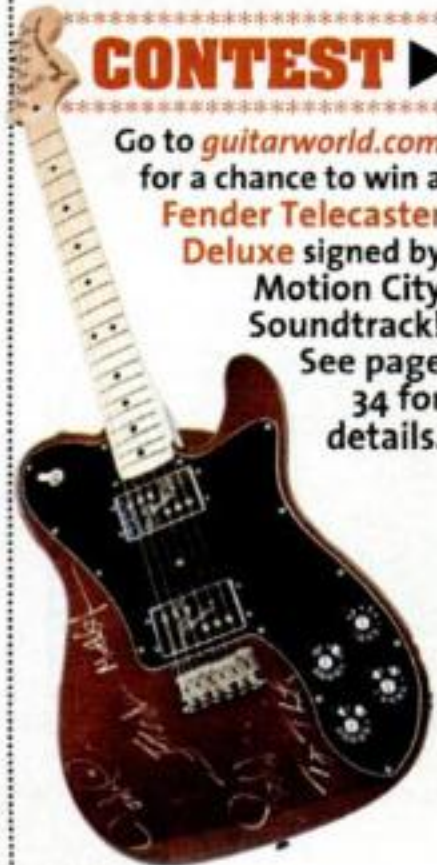 CONTEST
Go to guitarworld.com
for a chance to win a
Fender Telecaster
Deluxe signed by
Motion City
Soundtrack!
See page
34 for
details.